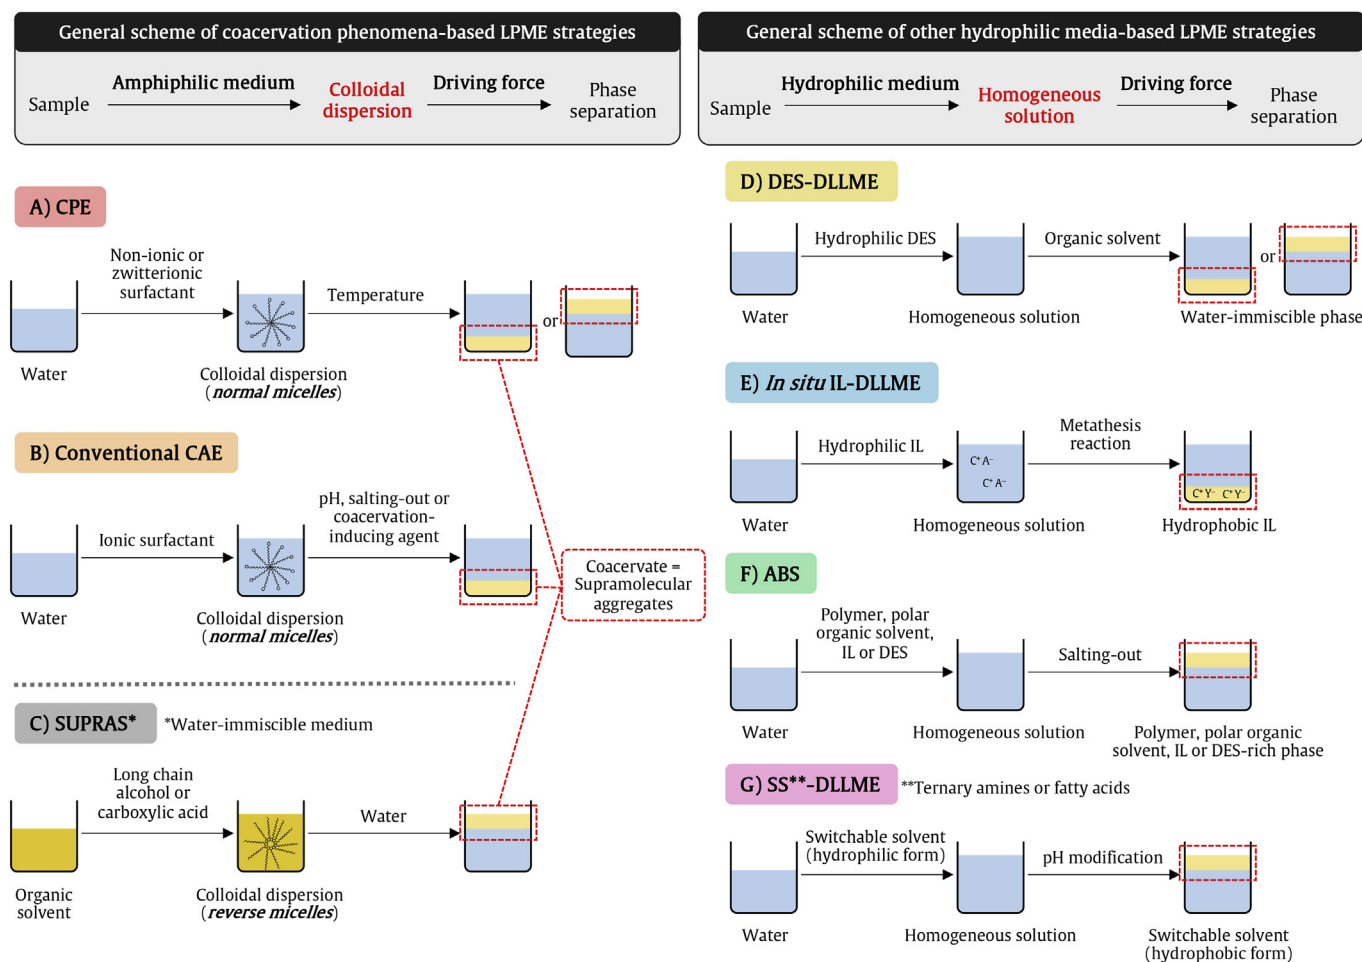 General scheme of coacervation phenomena-based LPME strategies
Sample
Amphiphilic medium
Colloidal
dispersion
Driving force
Phase
separation
A) CPE
Non-ionic or
zwitterionic
surfactant
Temperature
or
Water
Colloidal dispersion
(normal micelles)
B) Conventional CAE
Ionic surfactant
pH, salting-out or
coacervation-
inducing agent
Water
Colloidal dispersion
(normal micelles)
Coacervate =
Supramolecular
aggregates
C) SUPRAS*
*Water-immiscible medium
Long chain
alcohol or
carboxylic acid
Water
Organic
solvent
Colloidal dispersion
(reverse micelles)
General scheme of other hydrophilic media-based LPME strategies
Sample
Hydrophilic medium
Homogeneous
solution
Driving force
Phase
separation
D) DES-DLLME
Hydrophilic DES
Organic solvent
or
Water
Homogeneous solution
Water-immiscible phase
E) In situ IL-DLLME
Hydrophilic IL
Metathesis
reaction
C⁺ A⁻
C⁺ A⁻
C⁺ Y⁻ C⁺ Y⁻
Water
Homogeneous solution
Hydrophobic IL
F) ABS
Polymer, polar
organic solvent,
IL or DES
Salting-out
Water
Homogeneous solution
Polymer, polar organic
solvent, IL or DES-rich phase
G) SS**-DLLME
**Ternary amines or fatty acids
Switchable solvent
(hydrophilic form)
pH modification
Water
Homogeneous solution
Switchable solvent
(hydrophobic form)